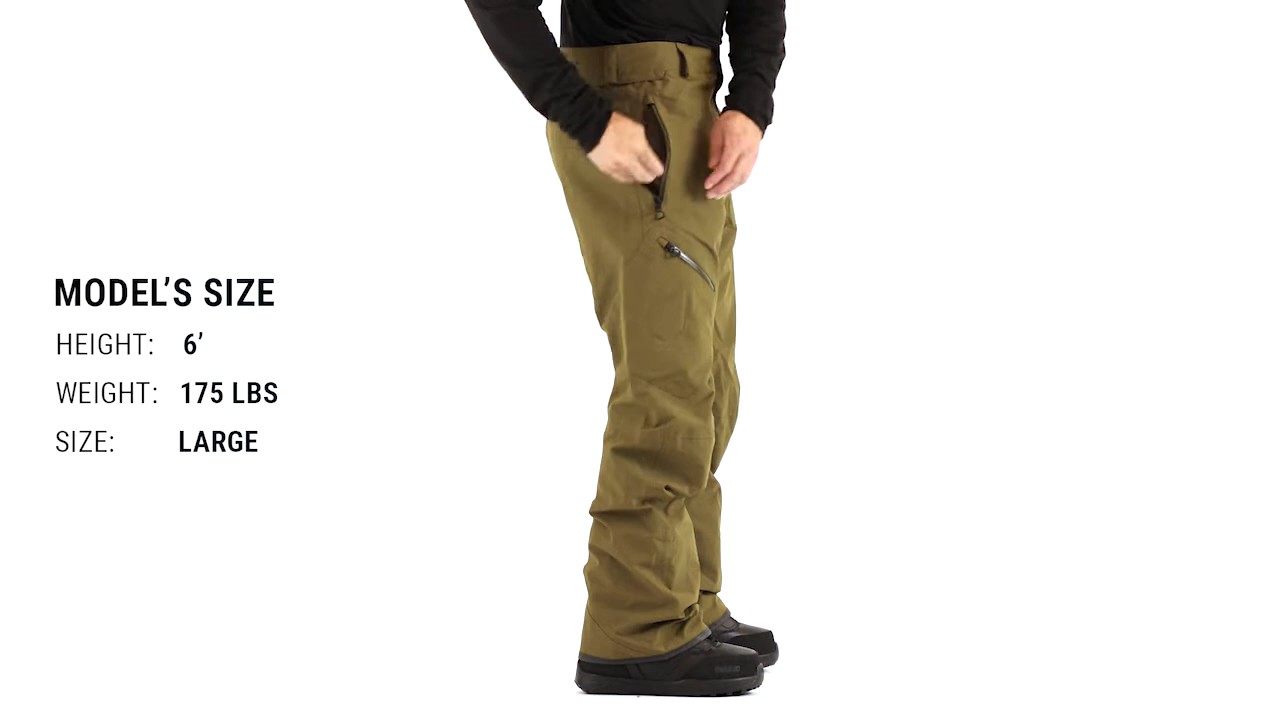 MODEL’S SIZE
HEIGHT: 6’
WEIGHT: 175 LBS
SIZE: LARGE